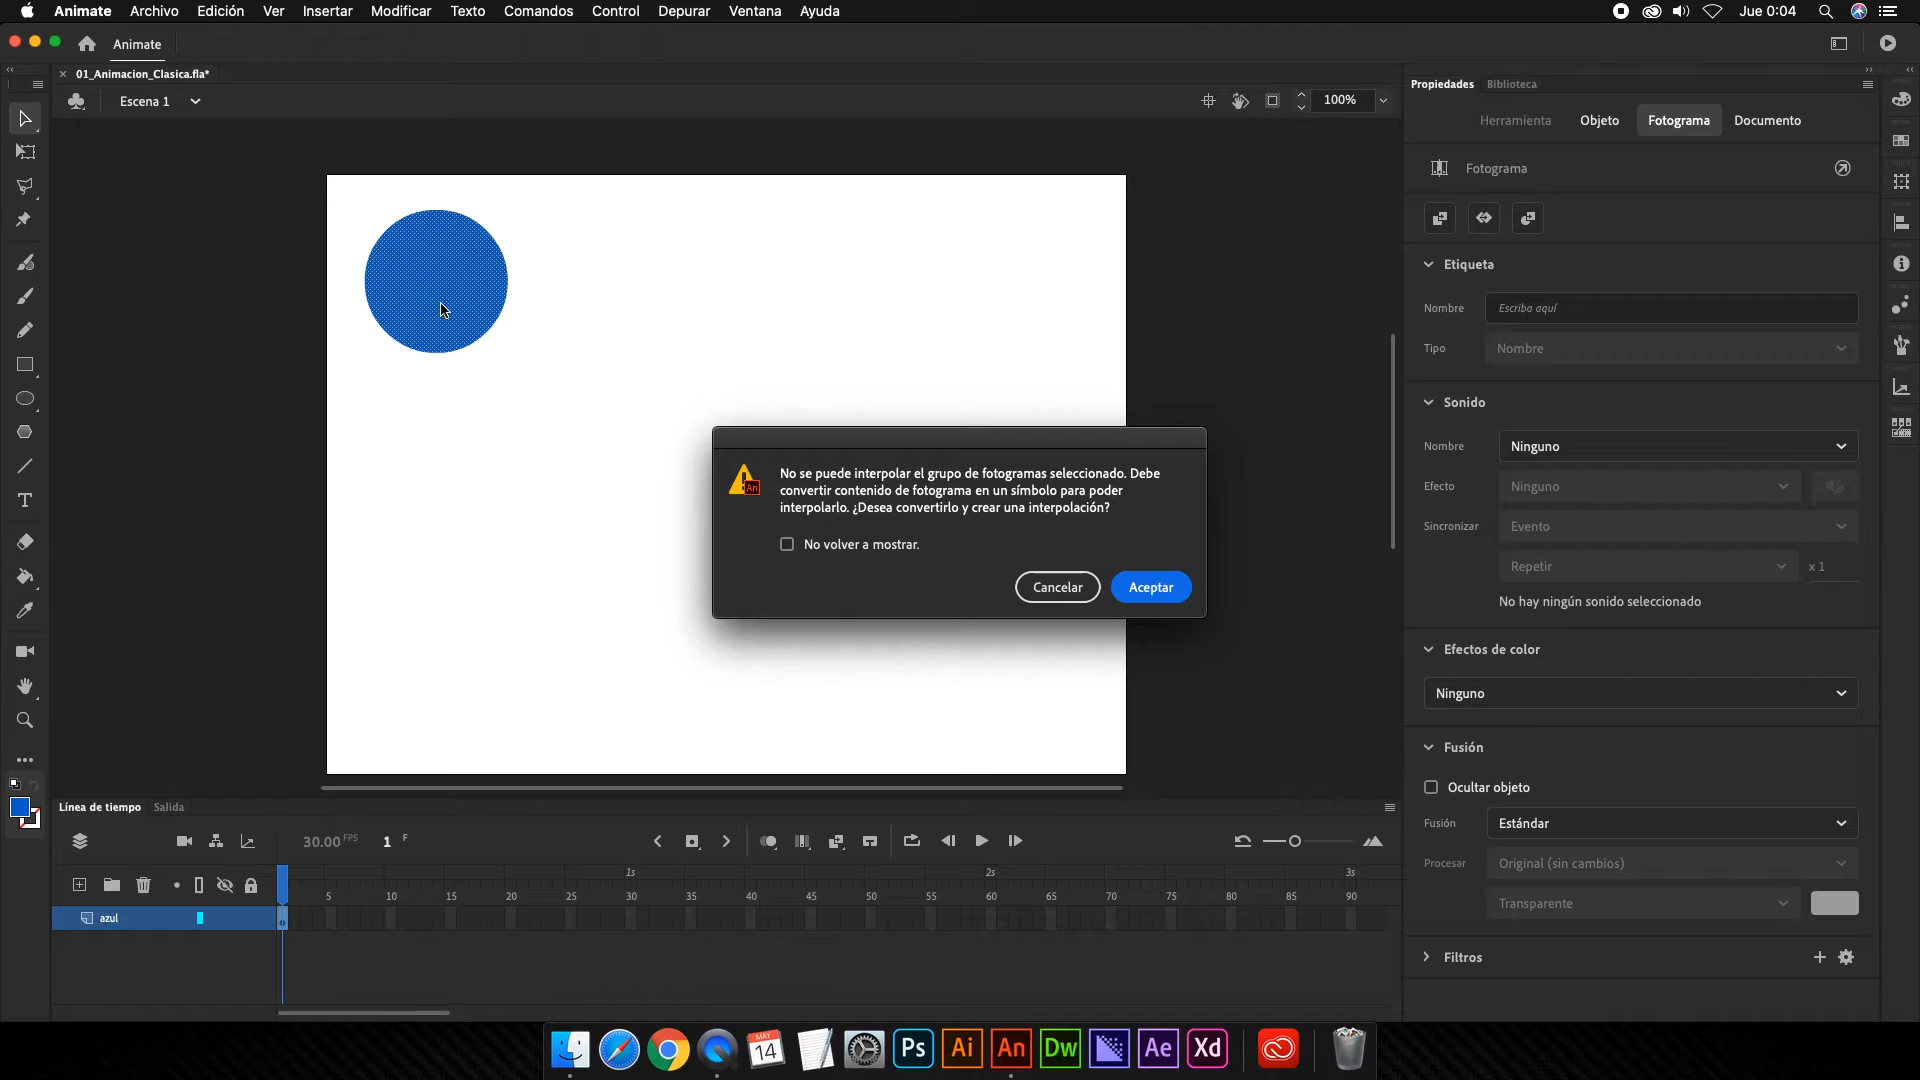 Animate Archivo Edición Ver Insertar Modificar Texto Comandos Control Depurar Ventana Ayuda
Jue 0:04
Animate
01_Animacion_Clasica.fla*
Escena 1
100%
Propiedades Biblioteca
Herramienta Objeto Fotograma Documento
Fotograma
Etiqueta
Nombre Escriba aquí
Tipo Nombre
Sonido
Nombre Ninguno
Efecto Ninguno
Sincronizar Evento
Repetir x 1
No hay ningún sonido seleccionado
Efectos de color
Ninguno
Fusión
Ocultar objeto
Fusión Estándar
Procesar Original (sin cambios)
Transparente
Filtros
No se puede interpolar el grupo de fotogramas seleccionado. Debe
convertir contenido de fotograma en un símbolo para poder
interpolarlo. ¿Desea convertirlo y crear una interpolación?
An
No volver a mostrar.
Cancelar Aceptar
T
Línea de tiempo Salida
30.00 FPS 1 F
1s 2s 3s
5 10 15 20 25 30 35 40 45 50 55 60 65 70 75 80 85 90
azul
MAY
14
Ps Ai An Dw Ae Xd